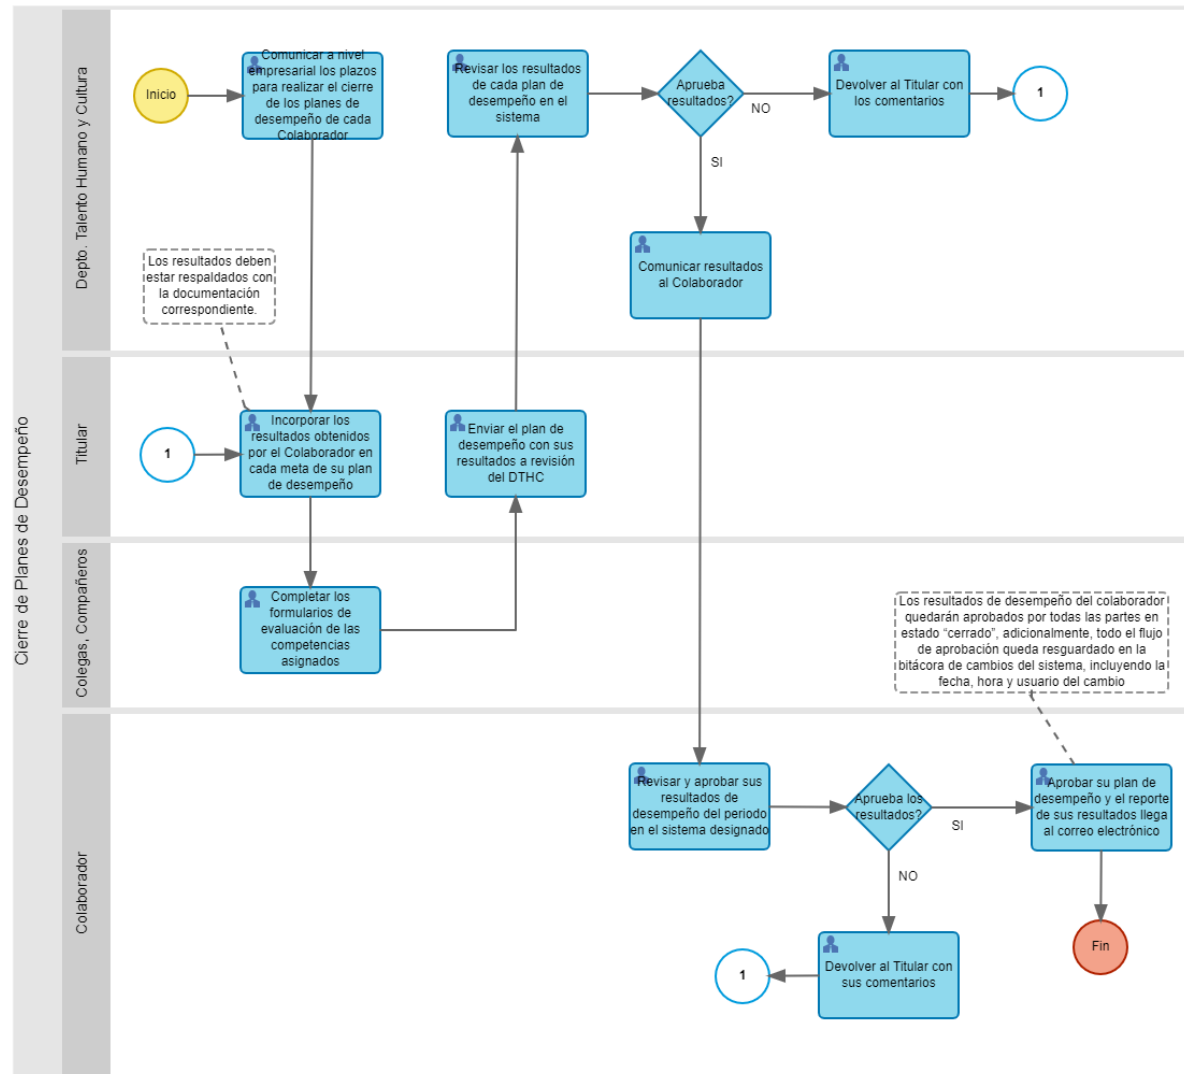 Cierre de Planes de Desempeño
Depto. Talento Humano y Cultura
Inicio
Comunicar a nivel
empresarial los plazos
para realizar el cierre
de los planes de
desempeño de cada
Colaborador
Revisar los resultados
de cada plan de
desempeño en el
sistema
Aprueba
resultados?
NO
SI
Devolver al Titular con
los comentarios
1
Comunicar resultados
al Colaborador
Los resultados deben
estar respaldados con
la documentación
correspondiente.
Titular
1
Incorporar los
resultados obtenidos
por el Colaborador en
cada meta de su plan
de desempeño
Enviar el plan de
desempeño con sus
resultados a revisión
del DTHC
Colegas, Compañeros
Completar los
formularios de
evaluación de las
competencias
asignados
Los resultados de desempeño del colaborador
quedarán aprobados por todas las partes en
estado “cerrado”, adicionalmente, todo el flujo
de aprobación queda resguardado en la
bitácora de cambios del sistema, incluyendo la
fecha, hora y usuario del cambio
Colaborador
Revisar y aprobar sus
resultados de
desempeño del periodo
en el sistema designado
Aprueba los
resultados?
SI
NO
Aprobar su plan de
desempeño y el reporte
de sus resultados llega
al correo electrónico
Fin
Devolver al Titular con
sus comentarios
1